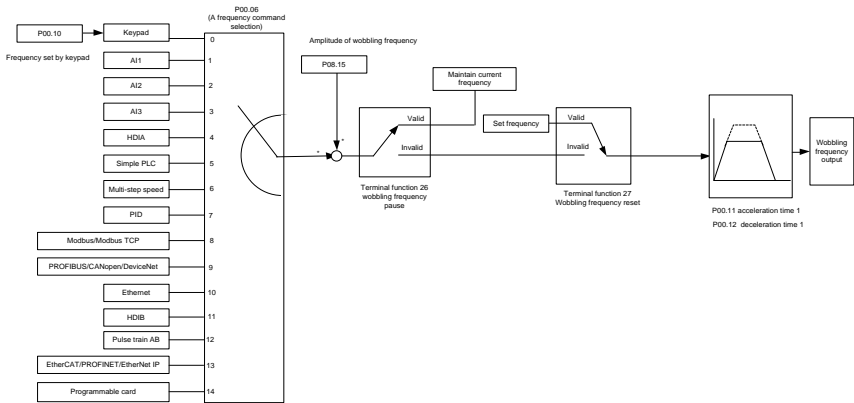 P00.06
(A frequency command
selection)
P00.10
Frequency set by keypad
Keypad
0
AI1
1
AI2
2
AI3
3
HDIA
4
Simple PLC
5
Multi-step speed
6
PID
7
Modbus/Modbus TCP
8
PROFIBUS/CANopen/DeviceNet
9
Ethernet
10
HDIB
11
Pulse train AB
12
EtherCAT/PROFINET/EtherNet IP
13
Programmable card
14
Amplitude of wobbling frequency
P08.15
+
+
Maintain current
frequency
Valid
Invalid
Terminal function 26
wobbling frequency
pause
Set frequency
Valid
Invalid
Terminal function 27
Wobbling frequency reset
P00.11 acceleration time 1
P00.12 deceleration time 1
Wobbling
frequency
output